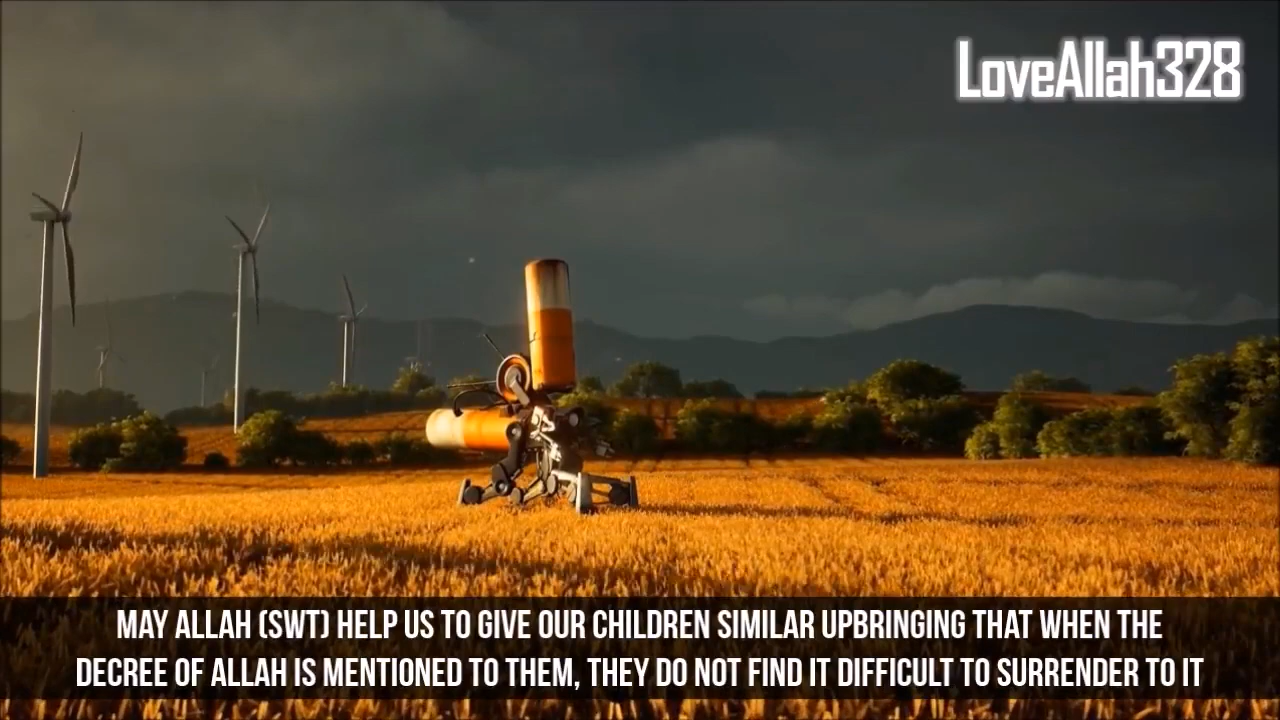 LoveAllah328
MAY ALLAH (SWT) HELP US TO GIVE OUR CHILDREN SIMILAR UPBRINGING THAT WHEN THE
DECREE OF ALLAH IS MENTIONED TO THEM, THEY DO NOT FIND IT DIFFICULT TO SURRENDER TO IT